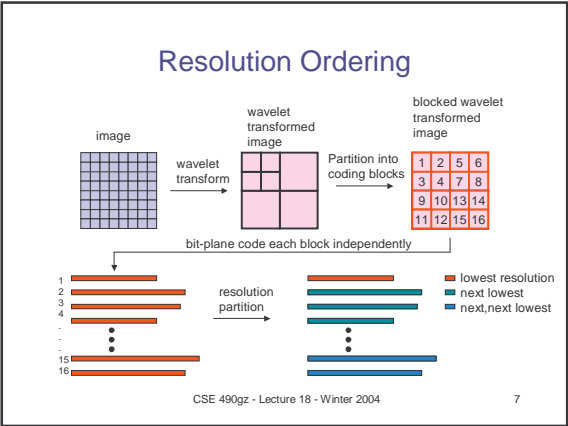 Resolution Ordering
image
wavelet
transform
wavelet
transformed
image
Partition into
coding blocks
blocked wavelet
transformed
image
1 2 5 6
3 4 7 8
9 10 13 14
11 12 15 16
bit-plane code each block independently
1
2
3
4
.
.
.
15
16
resolution
partition
lowest resolution
next lowest
next,next lowest
CSE 490gz - Lecture 18 - Winter 2004
7